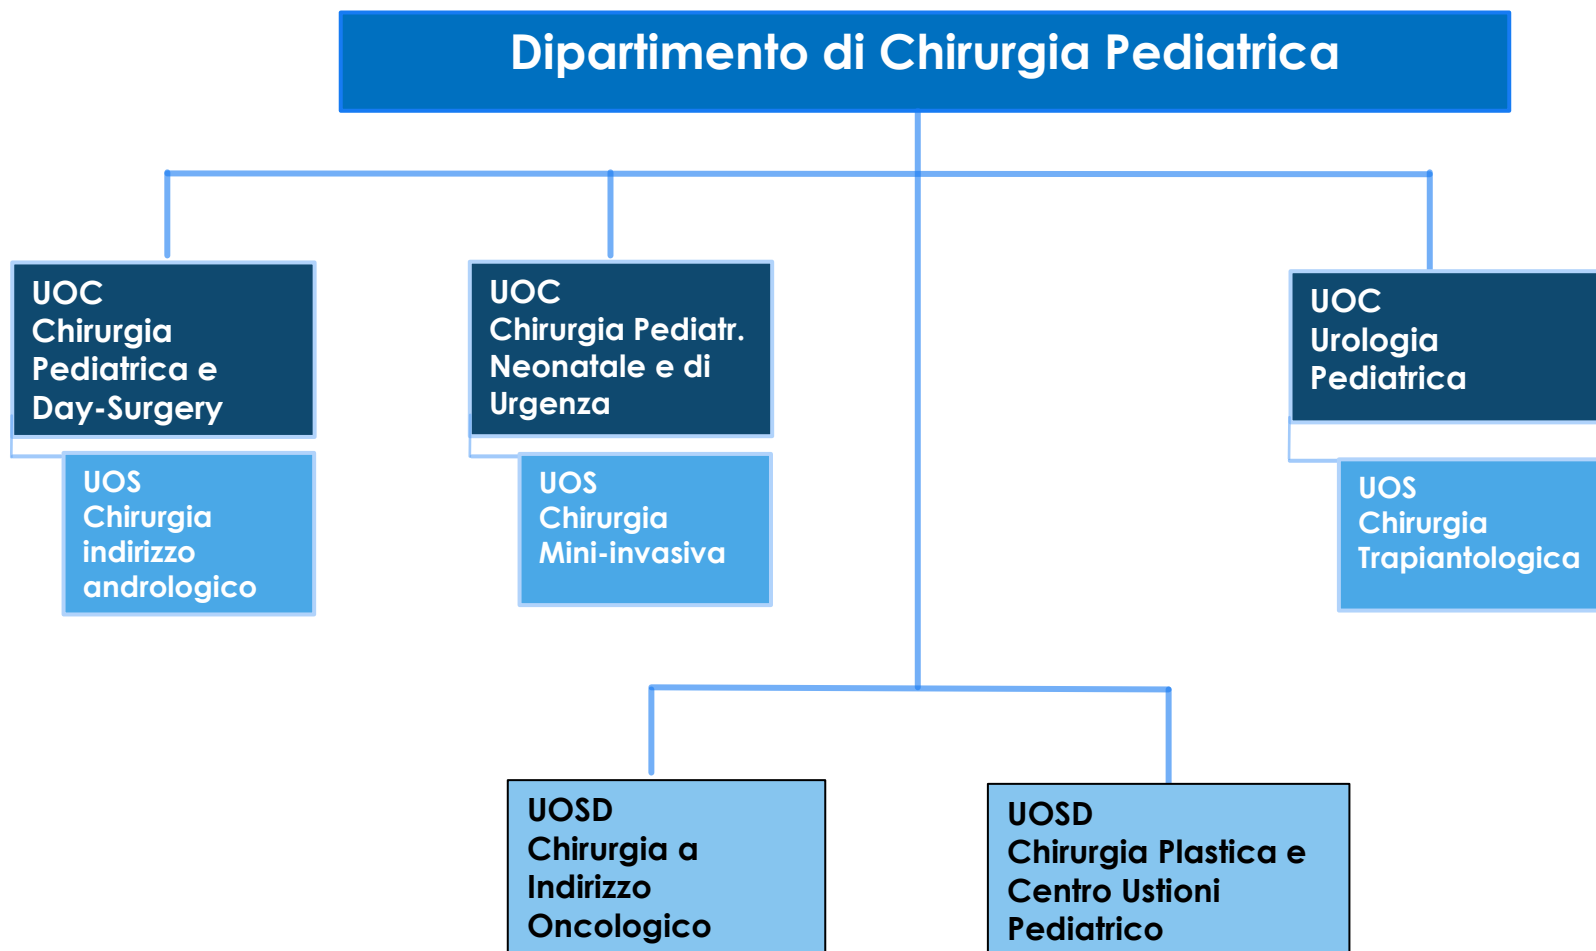 Dipartimento di Chirurgia Pediatrica
UOC
Chirurgia
Pediatrica e
Day-Surgery
UOS
Chirurgia
indirizzo
andrologico
UOC
Chirurgia Pediatr.
Neonatale e di
Urgenza
UOS
Chirurgia
Mini-invasiva
UOC
Urologia
Pediatrica
UOS
Chirurgia
Trapiantologica
UOSD
Chirurgia a
Indirizzo
Oncologico
UOSD
Chirurgia Plastica e
Centro Ustioni
Pediatrico